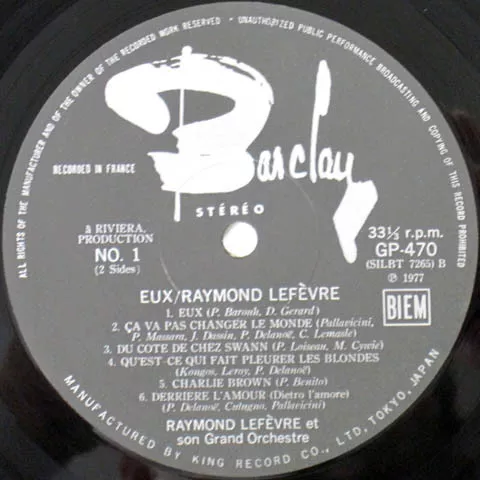 ALL RIGHTS OF THE MANUFACTURER AND OF THE OWNER OF THE RECORDED WORK RESERVED • UNAUTHORIZED PUBLIC PERFORMANCE, BROADCASTING AND COPYING OF THIS RECORD PROHIBITED
Barclay
RECORDED IN FRANCE
STÉRÉO
a RIVIERA,
PRODUCTION
NO. 1
(2 Sides)
33⅓ r.p.m.
GP-470
(SILBT 7265) B
℗ 1977
BIEM
EUX/RAYMOND LEFÈVRE
1. EUX (P. Barouh, D. Gerard)
2. ÇA VA PAS CHANGER LE MONDE (Pallavicini,
P. Massara, J. Dassin, P. Delanoë, C. Lemesle)
3. DU COTE DE CHEZ SWANN (P. Loiseau, M. Cywie)
4. QU'EST-CE QUI FAIT PLEURER LES BLONDES
(Kongos, Leroy, P. Delanoë)
5. CHARLIE BROWN (P. Benito)
6. DERRIERE L'AMOUR (Dietro l'amore)
(P. Delanoë, Cutugno, Pallavicini)
RAYMOND LEFÈVRE et
son Grand Orchestre
MANUFACTURED BY KING RECORD CO., LTD. TOKYO, JAPAN